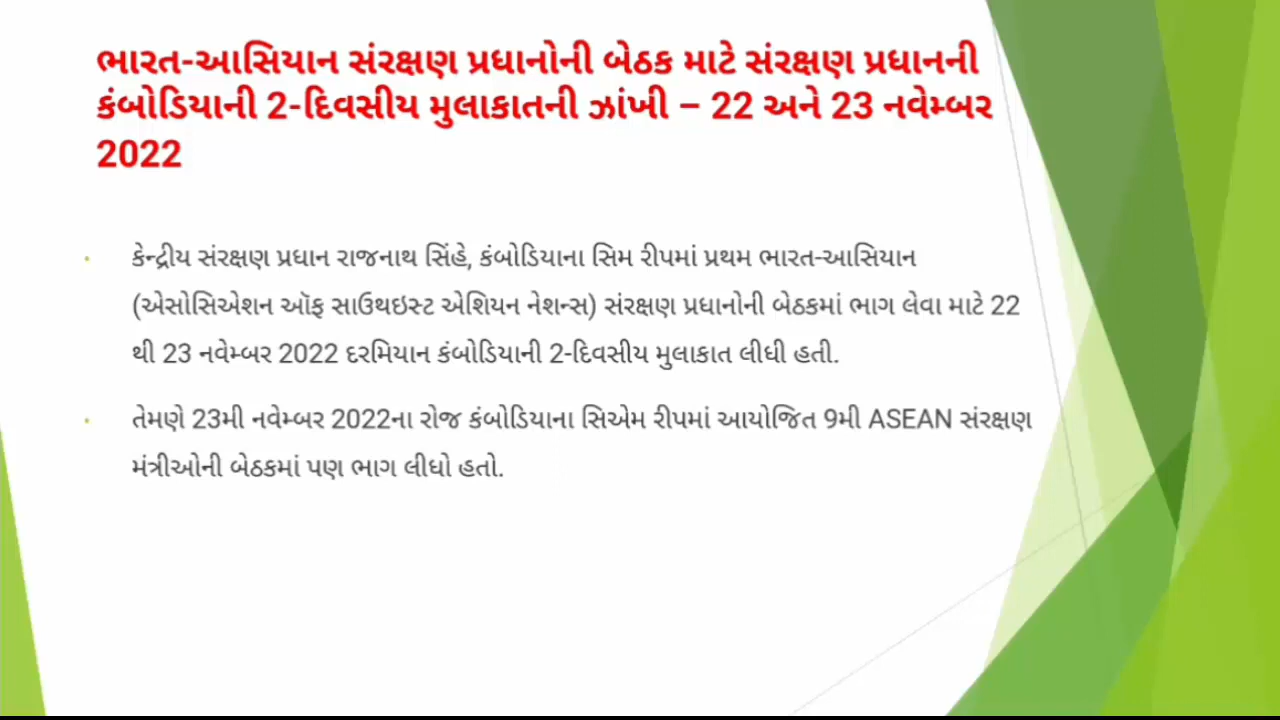 ભારત-આસિયાન સંરક્ષણ પ્રધાનોની બેઠક માટે સંરક્ષણ પ્રધાનની
કંબોડિયાની 2-દિવસીય મુલાકાતની ઝાંખી – 22 અને 23 નવેમ્બર
2022
• કેન્દ્રીય સંરક્ષણ પ્રધાન રાજનાથ સિંહે, કંબોડિયાના સિમ રીપમાં પ્રથમ ભારત-આસિયાન
(એસોસિએશન ઑફ સાઉથઇસ્ટ એશિયન નેશન્સ) સંરક્ષણ પ્રધાનોની બેઠકમાં ભાગ લેવા માટે 22
થી 23 નવેમ્બર 2022 દરમિયાન કંબોડિયાની 2-દિવસીય મુલાકાત લીધી હતી.
• તેમણે 23મી નવેમ્બર 2022ના રોજ કંબોડિયાના સિએમ રીપમાં આયોજિત 9મી ASEAN સંરક્ષણ
મંત્રીઓની બેઠકમાં પણ ભાગ લીધો હતો.